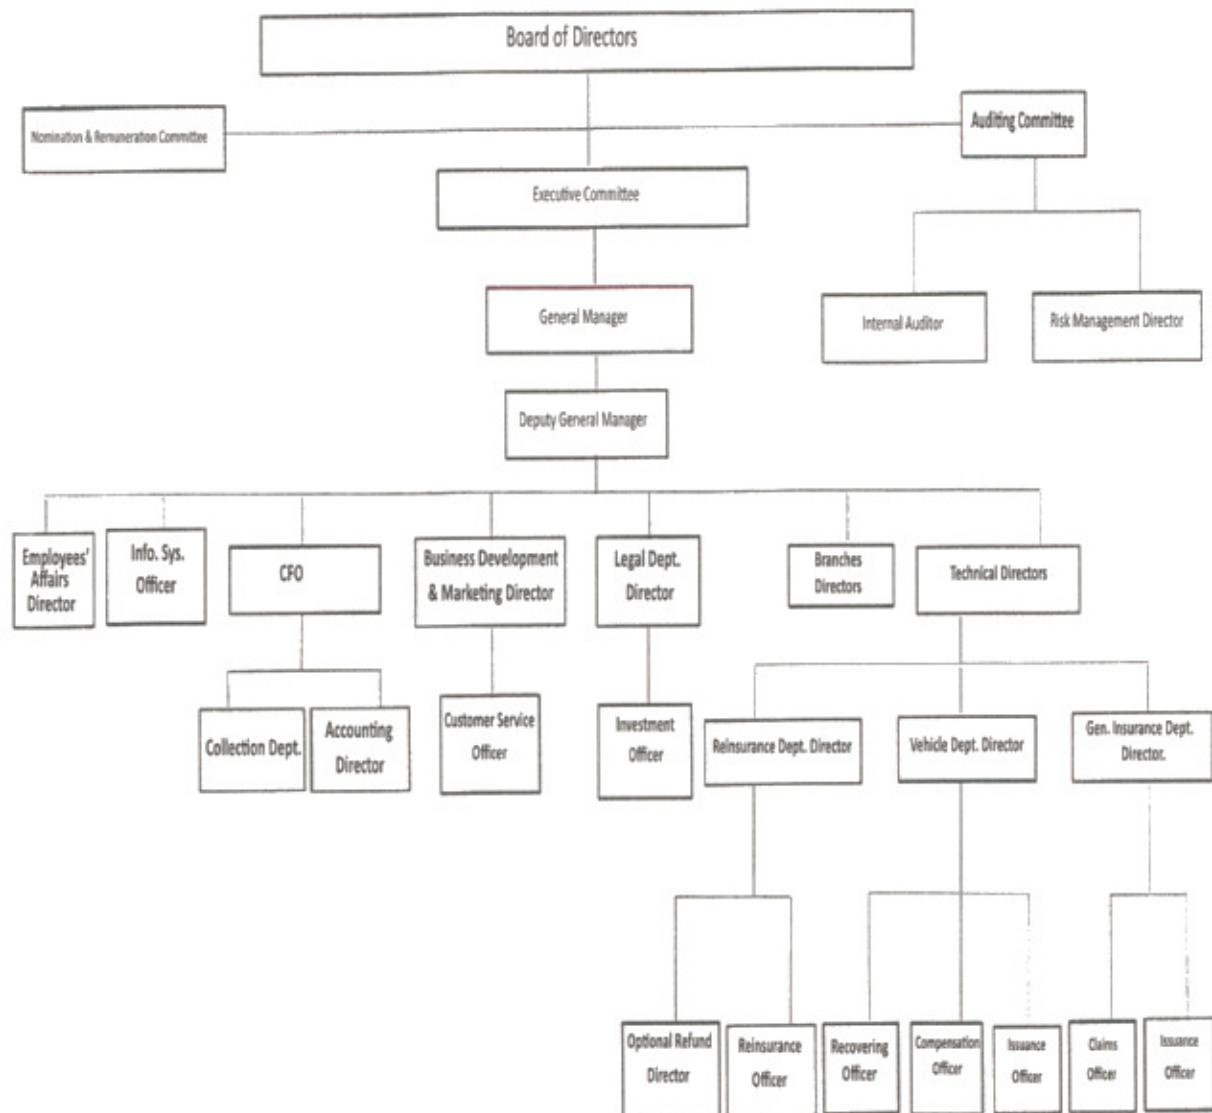 Board of Directors
Nomination & Remuneration Committee
Auditing Committee
Executive Committee
General Manager
Internal Auditor
Risk Management Director
Deputy General Manager
Employees'
Affairs
Director
Info. Sys.
Officer
CFO
Business Development
& Marketing Director
Legal Dept.
Director
Branches
Directors
Technical Directors
Collection Dept.
Accounting
Director
Customer Service
Officer
Investment
Officer
Reinsurance Dept. Director
Vehicle Dept. Director
Gen. Insurance Dept.
Director.
Optional Refund
Director
Reinsurance
Officer
Recovering
Officer
Compensation
Officer
Issuance
Officer
Claims
Officer
Issuance
Officer